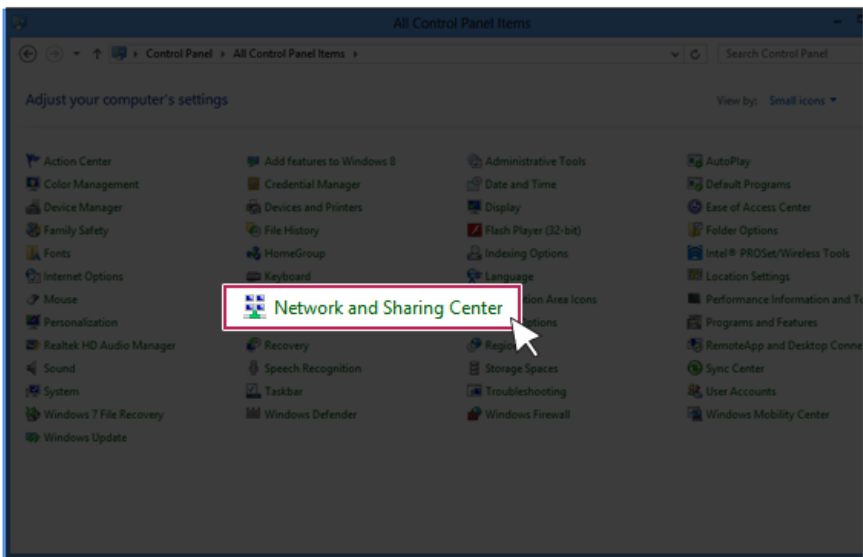 All Control Panel Items
Control Panel All Control Panel Items
Search Control Panel
Adjust your computer's settings
View by: Small icons
Action Center
Add features to Windows 8
Administrative Tools
AutoPlay
Color Management
Credential Manager
Date and Time
Default Programs
Device Manager
Devices and Printers
Display
Ease of Access Center
Family Safety
File History
Flash Player (32-bit)
Folder Options
Fonts
HomeGroup
Indexing Options
Intel® PROSet/Wireless Tools
Internet Options
Keyboard
Language
Location Settings
Mouse
Network and Sharing Center
Area Icons
Performance Information and
Personalization
Programs and Features
Realtek HD Audio Manager
Recovery
RemoteApp and Desktop
Sound
Speech Recognition
Storage Spaces
Sync Center
System
Taskbar
Troubleshooting
User Accounts
Windows 7 File Recovery
Windows Defender
Windows Firewall
Windows Mobility Center
Windows Update